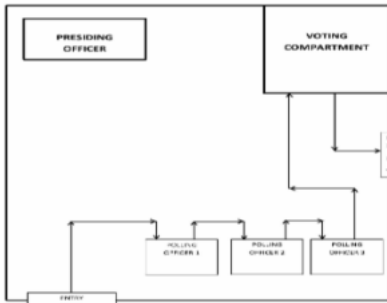 PRESIDING
OFFICER
VOTING
COMPARTMENT
POLLING
OFFICER 1
POLLING
OFFICER 2
POLLING
OFFICER 3
ENTRY